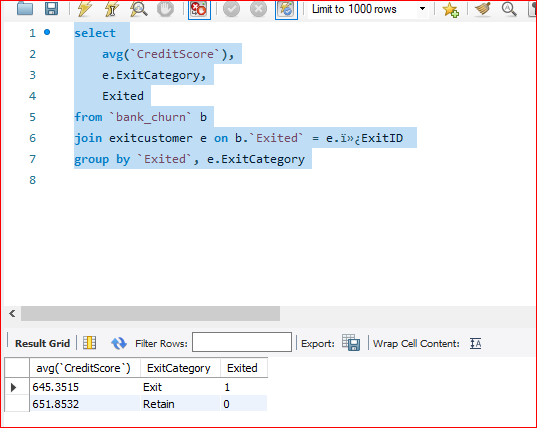 Limit to 1000 rows
1 select
2 avg(`CreditScore`),
3 e.ExitCategory,
4 Exited
5 from `bank_churn` b
6 join exitcustomer e on b.`Exited` = e.ï»¿ExitID
7 group by `Exited`, e.ExitCategory
8
Result Grid Filter Rows: Export: Wrap Cell Content:
avg(`CreditScore`) ExitCategory Exited
645.3515 Exit 1
651.8532 Retain 0